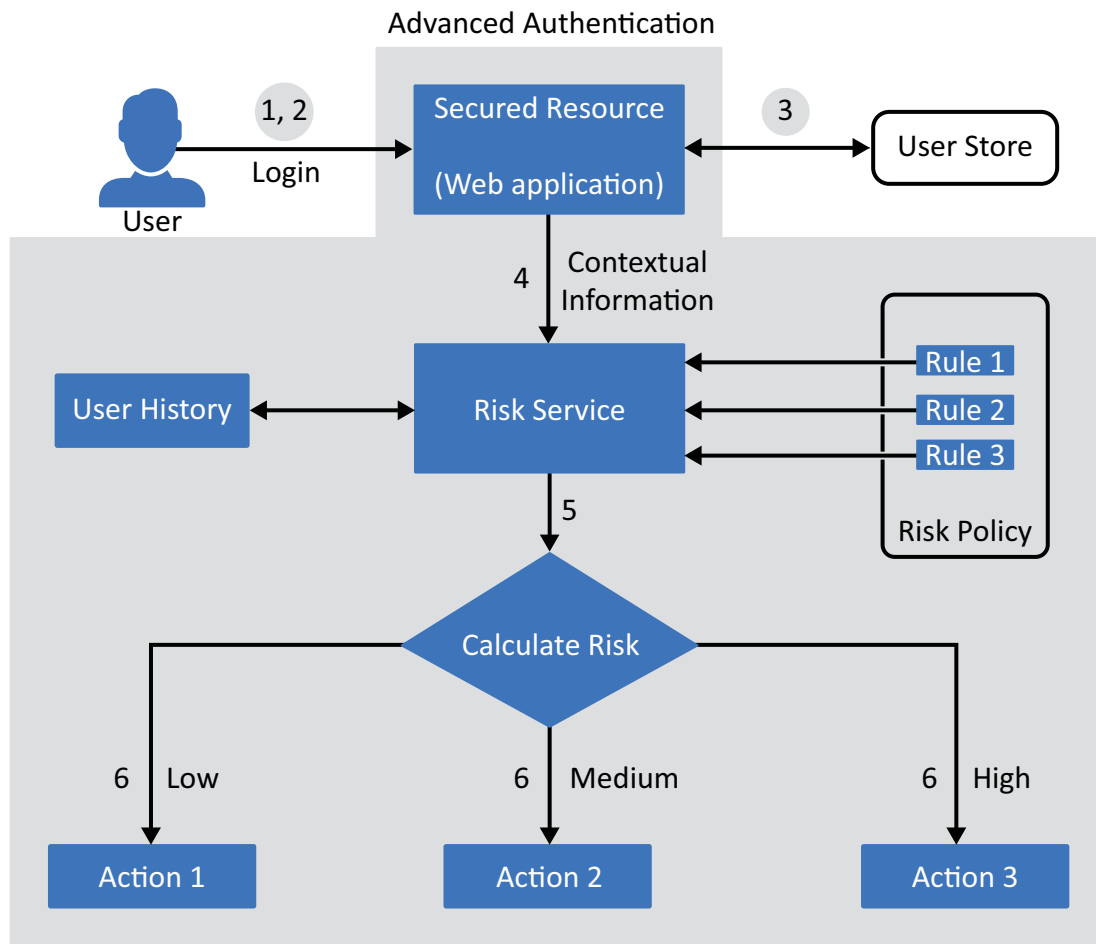 Advanced Authentication
1, 2
Login
User
Secured Resource
(Web application)
3
User Store
4
Contextual
Information
User History
Risk Service
Rule 1
Rule 2
Rule 3
Risk Policy
5
Calculate Risk
6 Low
6 Medium
6 High
Action 1
Action 2
Action 3